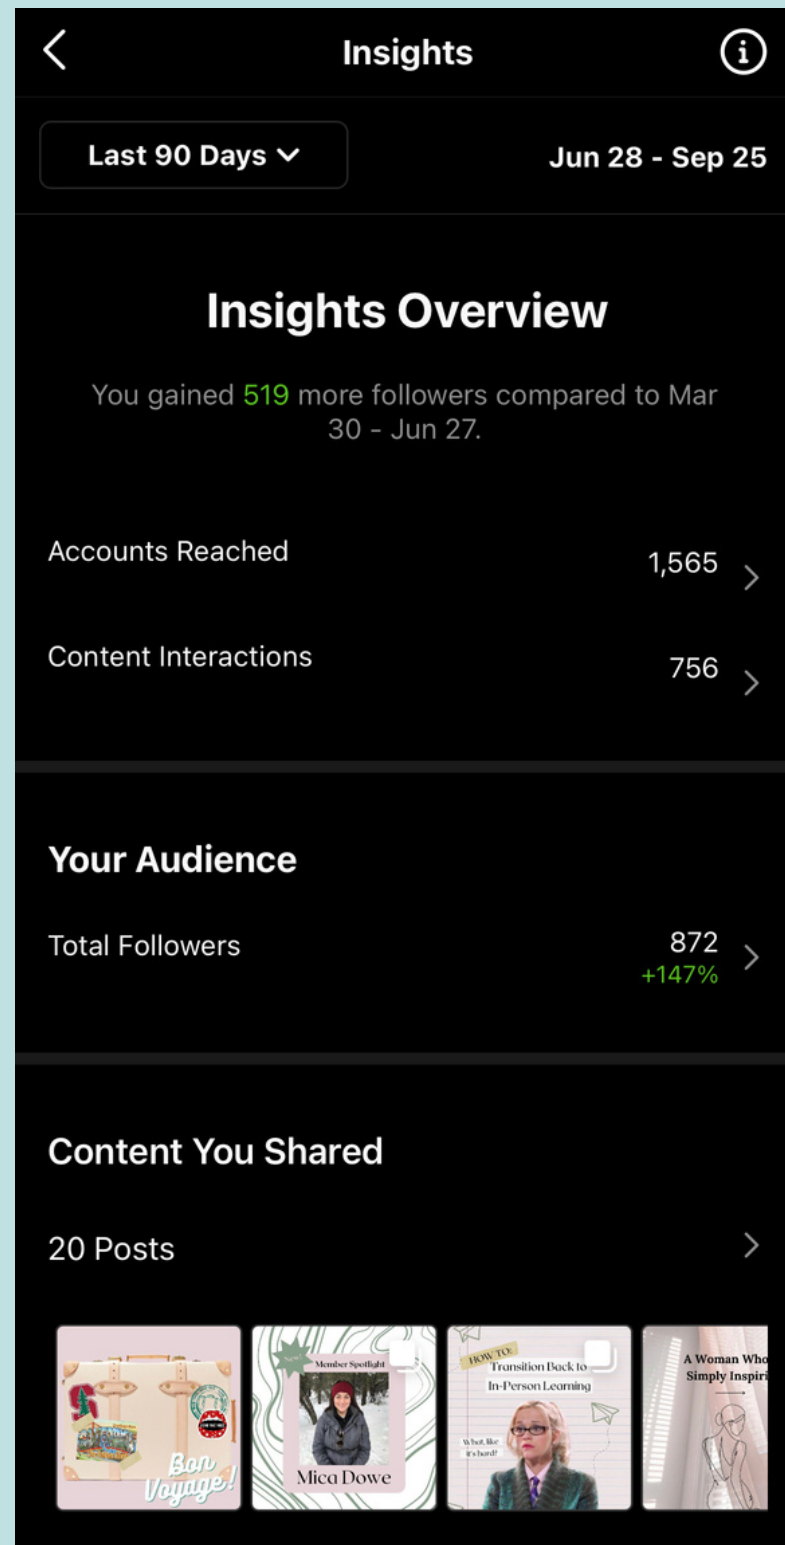 Insights
Last 90 Days
Jun 28 - Sep 25
Insights Overview
You gained 519 more followers compared to Mar
30 - Jun 27.
Accounts Reached
1,565
Content Interactions
756
Your Audience
Total Followers
872
+147%
Content You Shared
20 Posts
Bon
Voyage!
New!
Member Spotlight
Mica Dowe
HOW TO:
Transition Back to
In-Person Learning
What, like
it's hard?
A Woman Who
Simply Inspiri